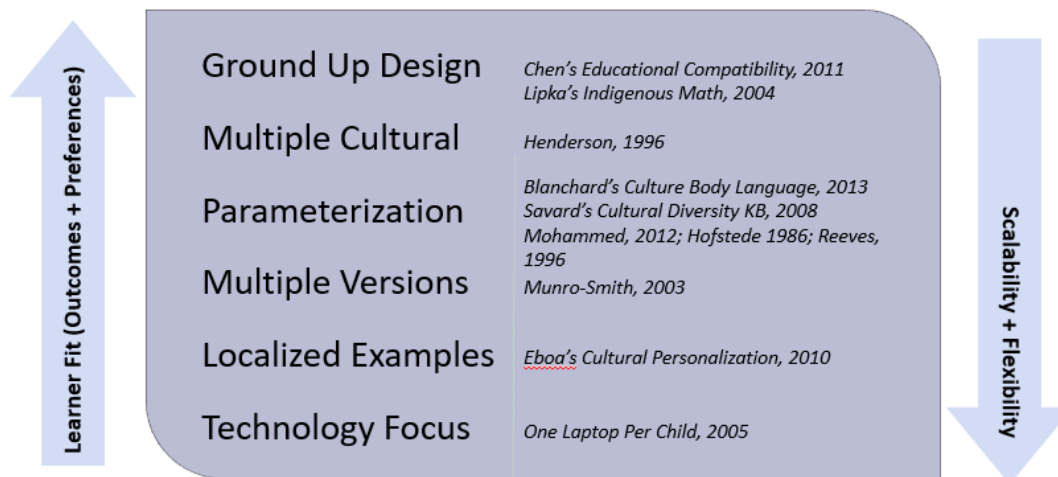 Learner Fit (Outcomes + Preferences)
Ground Up Design
Chen's Educational Compatibility, 2011
Lipka's Indigenous Math, 2004
Multiple Cultural
Henderson, 1996
Parameterization
Blanchard's Culture Body Language, 2013
Savard's Cultural Diversity KB, 2008
Mohammed, 2012; Hofstede 1986; Reeves,
1996
Multiple Versions
Munro-Smith, 2003
Localized Examples
Eboa's Cultural Personalization, 2010
Technology Focus
One Laptop Per Child, 2005
Scalability + Flexibility